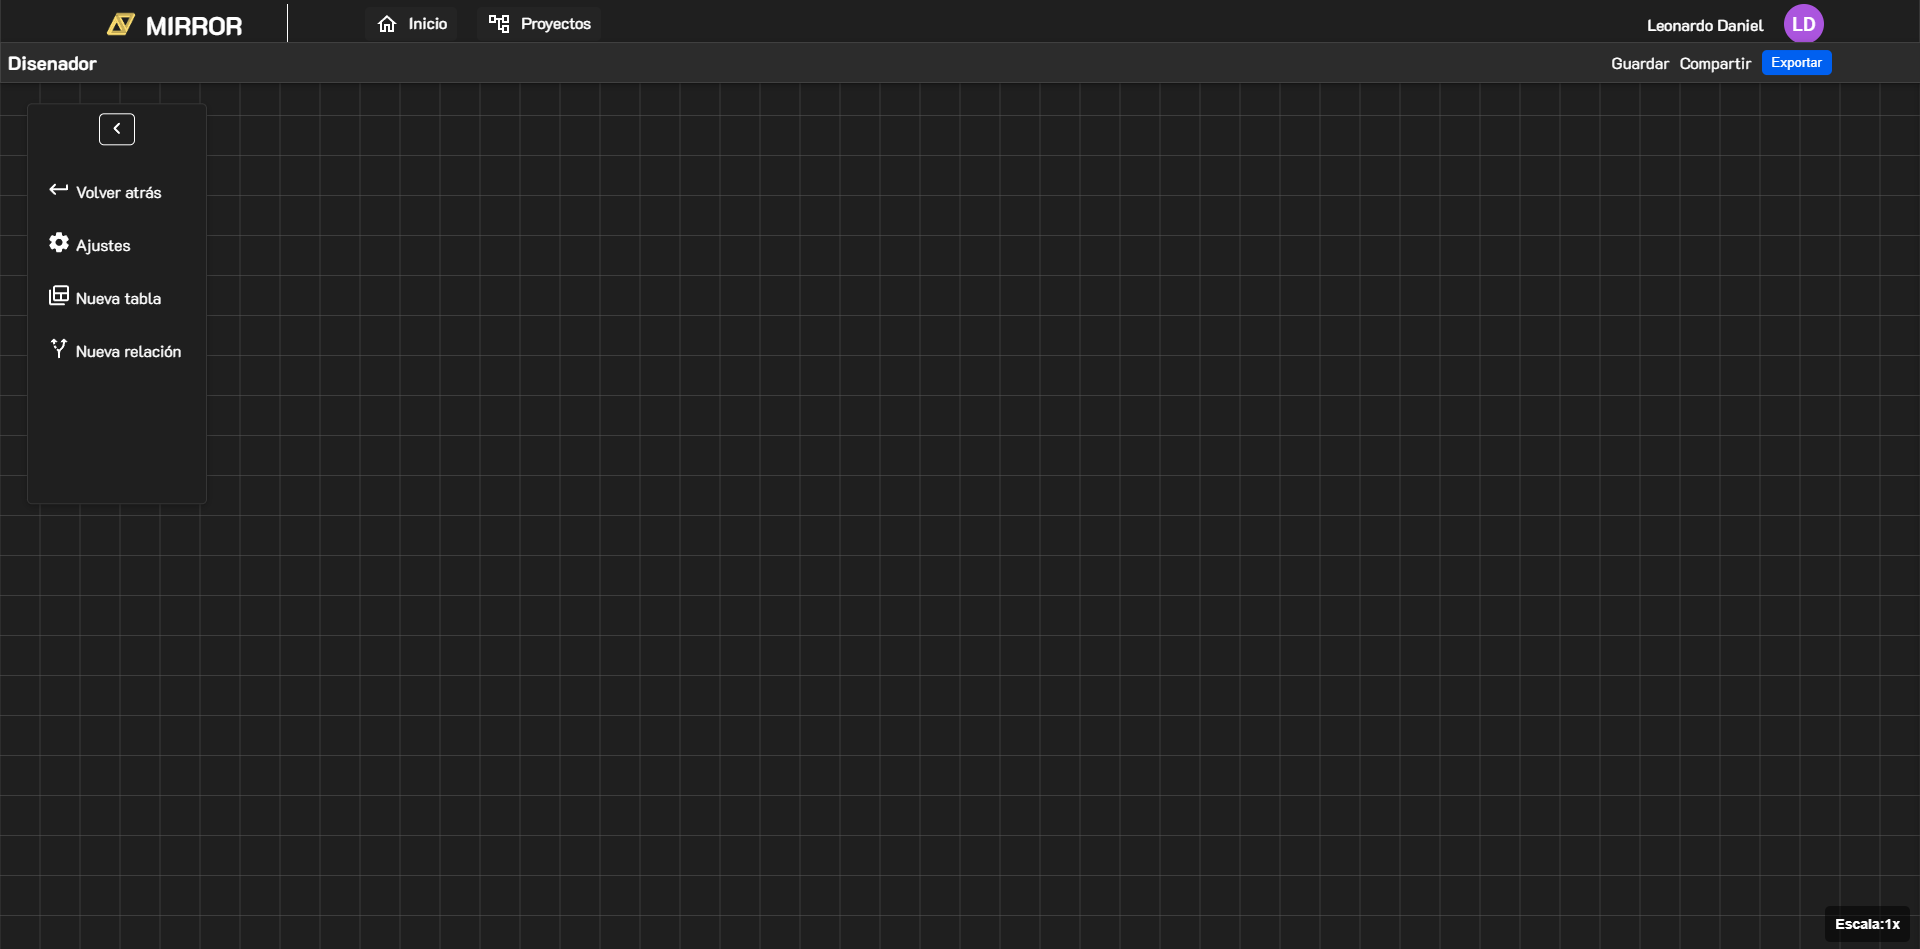 MIRROR
Inicio
Proyectos
Leonardo Daniel
LD
Disenador
Guardar
Compartir
Exportar
Volver atrás
Ajustes
Nueva tabla
Nueva relación
Escala:1x